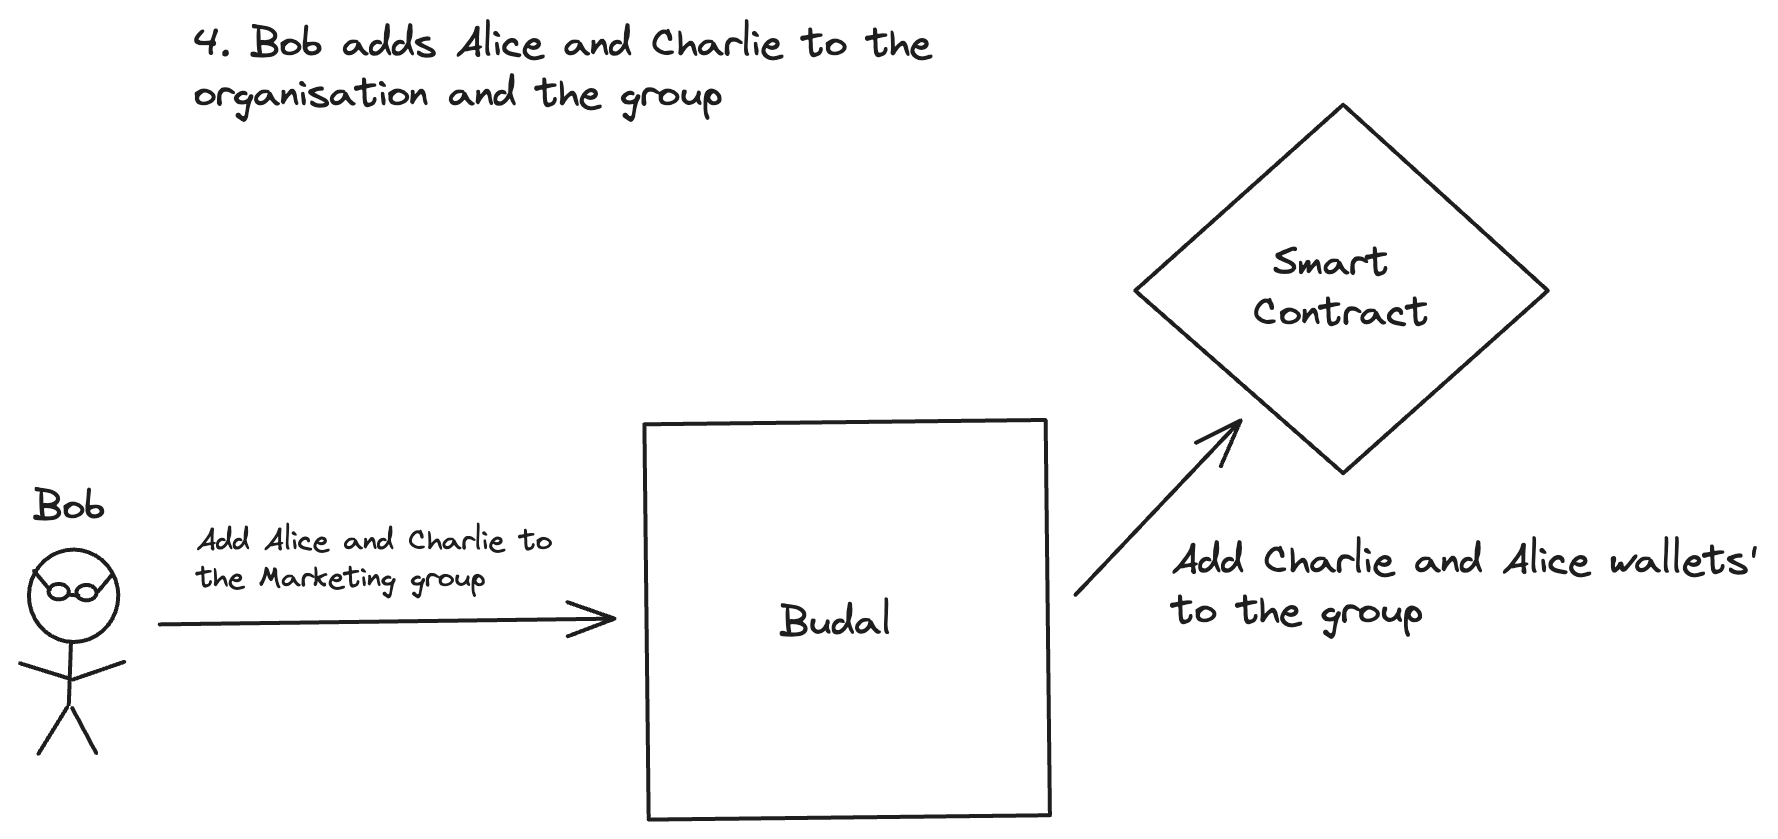 4. Bob adds Alice and Charlie to the
organisation and the group
Smart
Contract
Bob
Add Alice and Charlie to
the Marketing group
Budal
Add Charlie and Alice wallets'
to the group